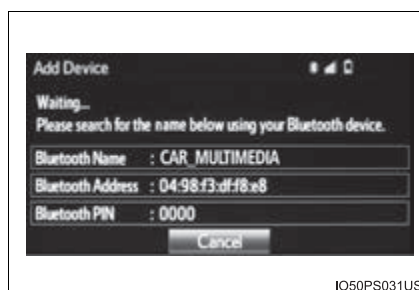 Add Device
Waiting...
Please search for the name below using your Bluetooth device.
Bluetooth Name : CAR_MULTIMEDIA
Bluetooth Address : 04:98:f3:df:f8:e8
Bluetooth PIN : 0000
Cancel
IO50PS031US